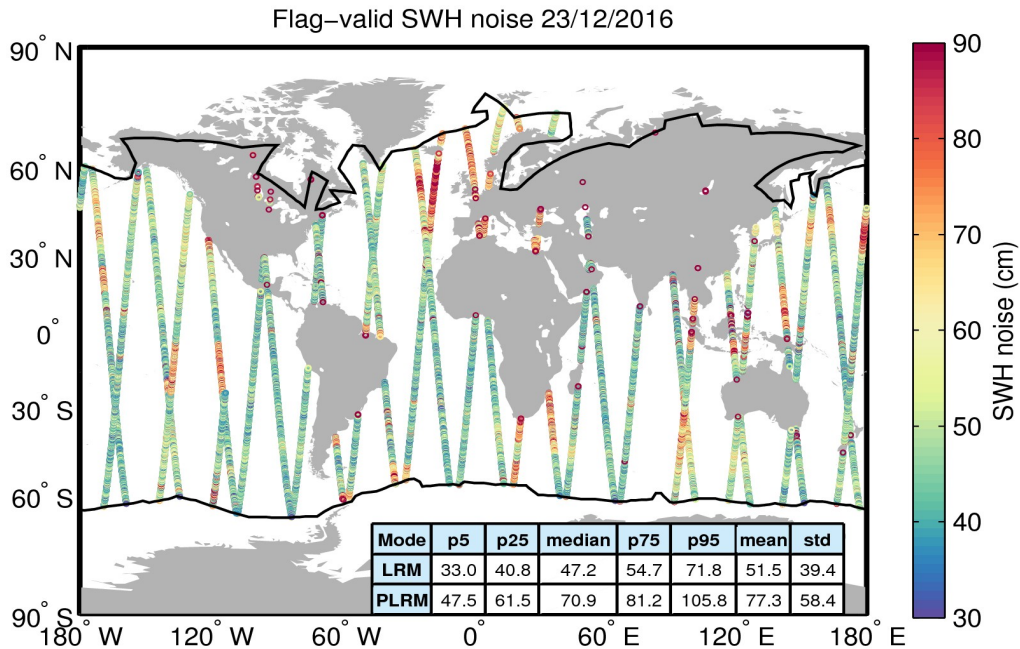 Flag−valid SWH noise 23/12/2016
90° N
60° N
30° N
0°
30° S
60° S
90° S
180° W
120° W
60° W
0°
60° E
120° E
180° E
Mode p5 p25 median p75 p95 mean std
LRM 33.0 40.8 47.2 54.7 71.8 51.5 39.4
PLRM 47.5 61.5 70.9 81.2 105.8 77.3 58.4
90
80
70
60
50
40
30
SWH noise (cm)